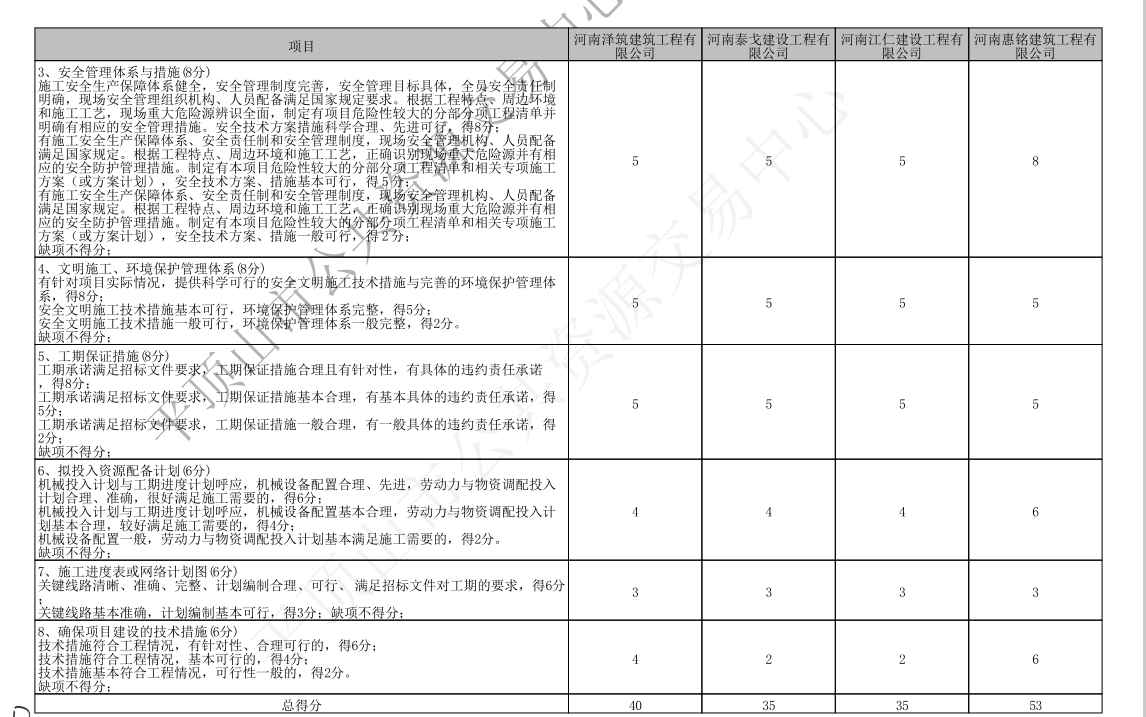 项目 河南泽筑建筑工程有限公司 河南泰戈建设工程有限公司 河南江仁建设工程有限公司 河南惠铭建筑工程有限公司
3、安全管理体系与措施(8分)
施工安全生产保障体系健全，安全管理制度完善，安全管理目标具体，全员安全责任制
明确，现场安全管理组织机构、人员配备满足国家规定要求。根据工程特点、周边环境
和施工工艺，现场重大危险源辨识全面，制定有项目危险性较大的分部分项工程清单并
明确有相应的安全管理措施。安全技术方案措施科学合理、先进可行，得8分；
有施工安全生产保障体系、安全责任制和安全管理制度，现场安全管理机构、人员配备
满足国家规定。根据工程特点、周边环境和施工工艺，正确识别现场重大危险源并有相
应的安全防护管理措施。制定有本项目危险性较大的分部分项工程清单和相关专项施工
方案（或方案计划），安全技术方案、措施基本可行，得５分；
有施工安全生产保障体系、安全责任制和安全管理制度，现场安全管理机构、人员配备
满足国家规定。根据工程特点、周边环境和施工工艺，正确识别现场重大危险源并有相
应的安全防护管理措施。制定有本项目危险性较大的分部分项工程清单和相关专项施工
方案（或方案计划），安全技术方案、措施一般可行，得２分；
缺项不得分；
5 5 5 8
4、文明施工、环境保护管理体系(8分)
有针对项目实际情况，提供科学可行的安全文明施工技术措施与完善的环境保护管理体
系，得8分；
安全文明施工技术措施基本可行，环境保护管理体系完整，得5分；
安全文明施工技术措施一般可行，环境保护管理体系一般完整，得2分。
缺项不得分；
5 5 5 5
5、工期保证措施(8分)
工期承诺满足招标文件要求，工期保证措施合理且有针对性，有具体的违约责任承诺
，得8分；
工期承诺满足招标文件要求，工期保证措施基本合理，有基本具体的违约责任承诺，得
5分；
工期承诺满足招标文件要求，工期保证措施一般合理，有一般具体的违约责任承诺，得
2分；
缺项不得分；
5 5 5 5
6、拟投入资源配备计划(6分)
机械投入计划与工期进度计划呼应，机械设备配置合理、先进，劳动力与物资调配投入
计划合理、准确，很好满足施工需要的，得6分；
机械投入计划与工期进度计划呼应，机械设备配置基本合理，劳动力与物资调配投入计
划基本合理，较好满足施工需要的，得4分；
机械设备配置一般，劳动力与物资调配投入计划基本满足施工需要的，得2分。
缺项不得分；
4 4 4 6
7、施工进度表或网络计划图(6分)
关键线路清晰、准确、完整、计划编制合理、可行、满足招标文件对工期的要求，得6分
；
关键线路基本准确，计划编制基本可行，得3分；缺项不得分；
3 3 3 3
8、确保项目建设的技术措施(6分)
技术措施符合工程情况，有针对性、合理可行的，得6分；
技术措施符合工程情况，基本可行的，得4分；
技术措施基本符合工程情况，可行性一般的，得2分。
缺项不得分；
4 2 2 6
总得分 40 35 35 53
平顶山市公共资源交易中心
平顶山市公共资源交易中心